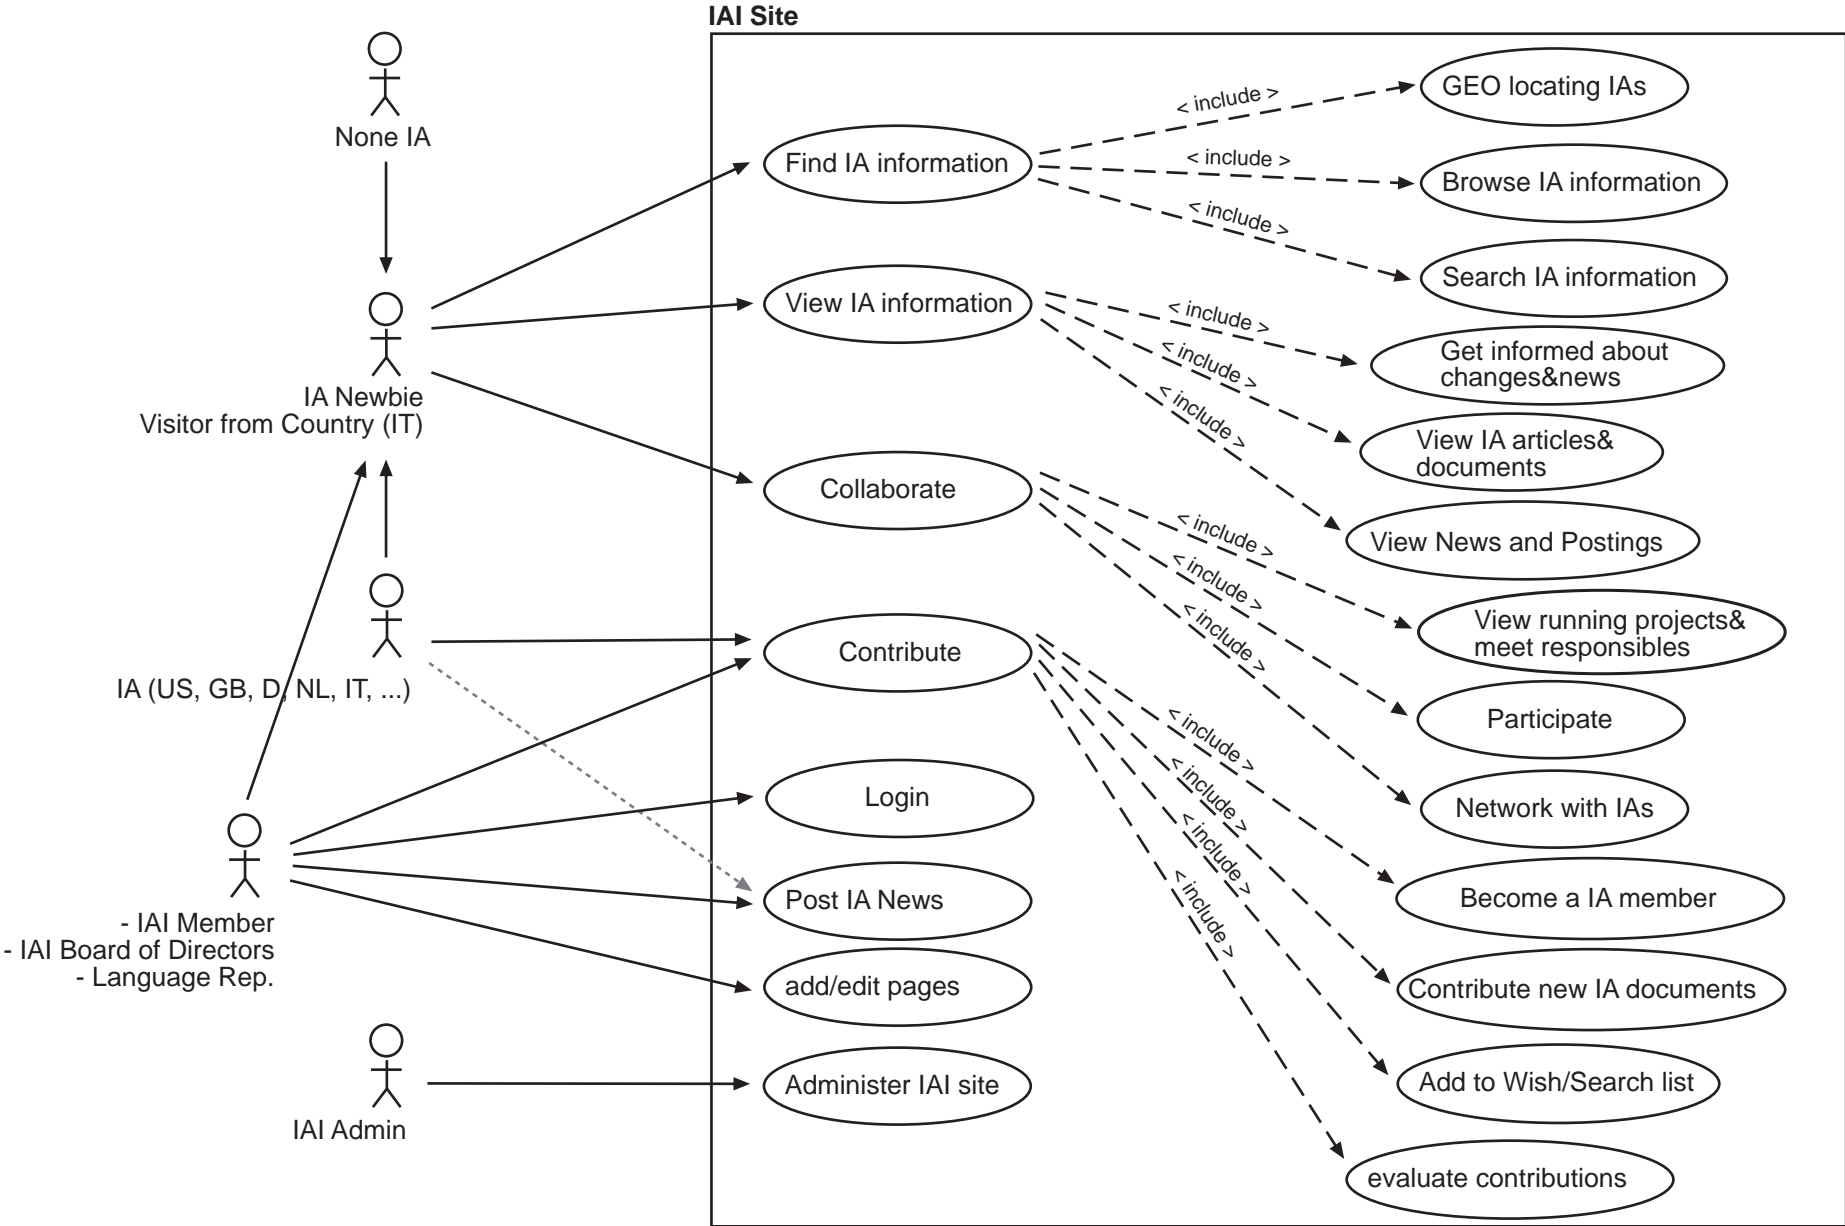 IAI Site
None IA
IA Newbie
Visitor from Country (IT)
IA (US, GB, D, NL, IT, ...)
- IAI Member
- IAI Board of Directors
- Language Rep.
IAI Admin
Find IA information
View IA information
Collaborate
Contribute
Login
Post IA News
add/edit pages
Administer IAI site
< include >
< include >
< include >
< include >
< include >
< include >
< include >
< include >
< include >
< include >
< include >
< include >
< include >
GEO locating IAs
Browse IA information
Search IA information
Get informed about
changes&news
View IA articles&
documents
View News and Postings
View running projects&
meet responsibles
Participate
Network with IAs
Become a IA member
Contribute new IA documents
Add to Wish/Search list
evaluate contributions